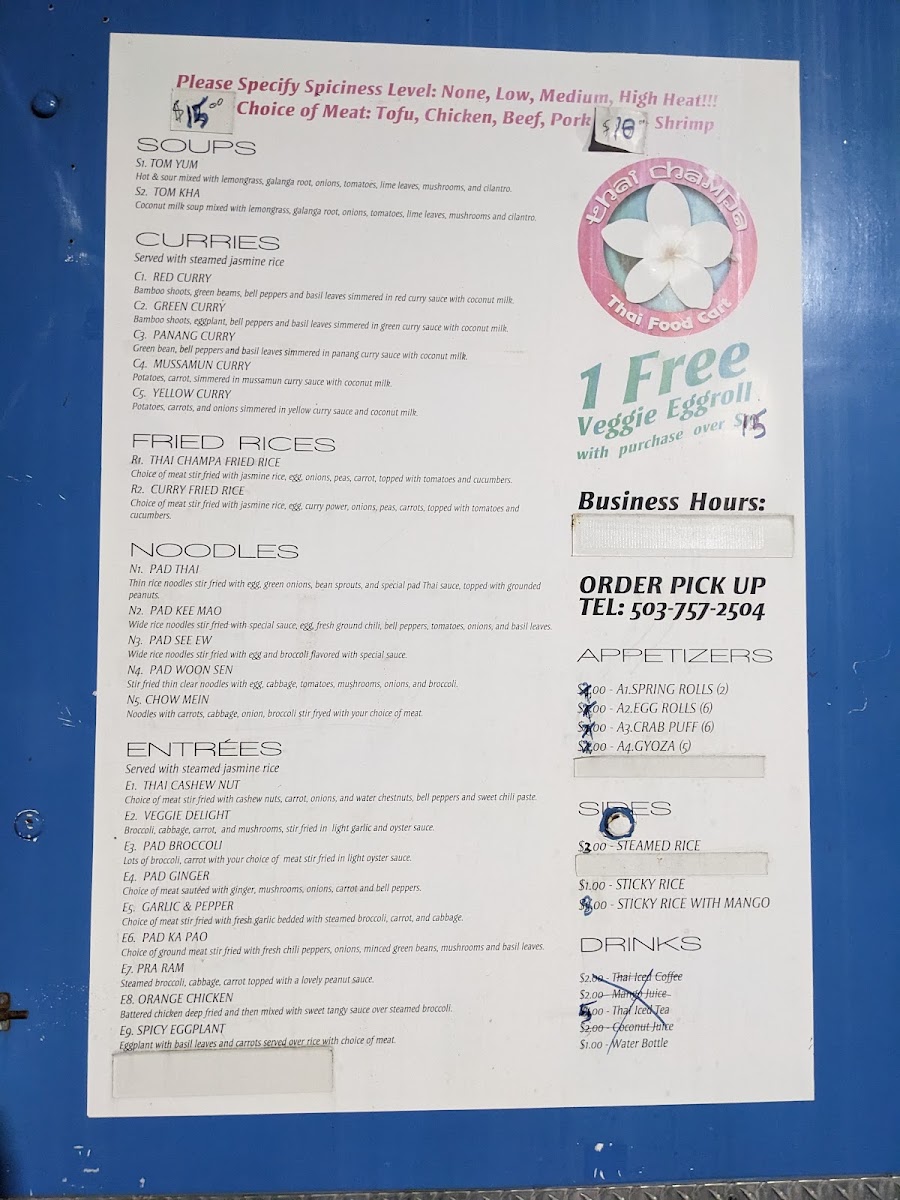 Please Specify Spiciness Level: None, Low, Medium, High Heat!!!
$15.00 Choice of Meat: Tofu, Chicken, Beef, Pork Shrimp
SOUPS
S1. TOM YUM
Hot & sour mixed with lemongrass, galanga root, onions, tomatoes, lime leaves, mushrooms, and cilantro.
S2. TOM KHA
Coconut milk soup mixed with lemongrass, galanga root, onions, tomatoes, lime leaves, mushrooms and cilantro.
CURRIES
Served with steamed jasmine rice
C1. RED CURRY
Bamboo shoots, green beans, bell peppers and basil leaves simmered in red curry sauce with coconut milk.
C2. GREEN CURRY
Bamboo shoots, eggplant, bell peppers and basil leaves simmered in green curry sauce with coconut milk.
C3. PANANG CURRY
Green bean, bell peppers and basil leaves simmered in panang curry sauce with coconut milk.
C4. MUSSAMUN CURRY
Potatoes, carrot, simmered in mussamun curry sauce with coconut milk.
C5. YELLOW CURRY
Potatoes, carrots, and onions simmered in yellow curry sauce and coconut milk.
FRIED RICES
R1. THAI CHAMPA FRIED RICE
Choice of meat stir fried with jasmine rice, egg, onions, peas, carrot, topped with tomatoes and cucumbers.
R2. CURRY FRIED RICE
Choice of meat stir fried with jasmine rice, egg, curry power, onions, peas, carrots, topped with tomatoes and
cucumbers.
NOODLES
N1. PAD THAI
Thin rice noodles stir fried with egg, green onions, bean sprouts, and special pad Thai sauce, topped with grounded
peanuts.
N2. PAD KEE MAO
Wide rice noodles stir fried with special sauce, egg, fresh ground chili, bell peppers, tomatoes, onions, and basil leaves.
N3. PAD SEE EW
Wide rice noodles stir fried with egg and broccoli flavored with special sauce.
N4. PAD WOON SEN
Stir fried thin clear noodles with egg, cabbage, tomatoes, mushrooms, onions, and broccoli.
N5. CHOW MEIN
Noodles with carrots, cabbage, onion, broccoli stir fryed with your choice of meat.
ENTRÉES
Served with steamed jasmine rice
E1. THAI CASHEW NUT
Choice of meat stir fried with cashew nuts, carrot, onions, and water chestnuts, bell peppers and sweet chili paste.
E2. VEGGIE DELIGHT
Broccoli, cabbage, carrot, and mushrooms, stir fried in light garlic and oyster sauce.
E3. PAD BROCCOLI
Lots of broccoli, carrot with your choice of meat stir fried in light oyster sauce.
E4. PAD GINGER
Choice of meat sautéed with ginger, mushrooms, onions, carrot and bell peppers.
E5. GARLIC & PEPPER
Choice of meat stir fried with fresh garlic bedded with steamed broccoli, carrot, and cabbage.
E6. PAD KA PAO
Choice of ground meat stir fried with fresh chili peppers, onions, minced green beans, mushrooms and basil leaves.
E7. PRA RAM
Steamed broccoli, cabbage, carrot topped with a lovely peanut sauce.
E8. ORANGE CHICKEN
Battered chicken deep fried and then mixed with sweet tangy sauce over steamed broccoli.
E9. SPICY EGGPLANT
Eggplant with basil leaves and carrots served over rice with choice of meat.
thai champa
Thai Food Cart
1 Free
Veggie Eggroll
with purchase over $15
Business Hours:
ORDER PICK UP
TEL: 503-757-2504
APPETIZERS
.00 - A1.SPRING ROLLS (2)
.00 - A2.EGG ROLLS (6)
.00 - A3.CRAB PUFF (6)
.00 - A4.GYOZA (5)
SIDES
$2.00 - STEAMED RICE
$1.00 - STICKY RICE
$8.00 - STICKY RICE WITH MANGO
DRINKS
$2.00 - Thai Iced Coffee
$2.00 - Mango Juice
5.00 - Thai Iced Tea
$2.00 - Coconut Juice
$1.00 - Water Bottle